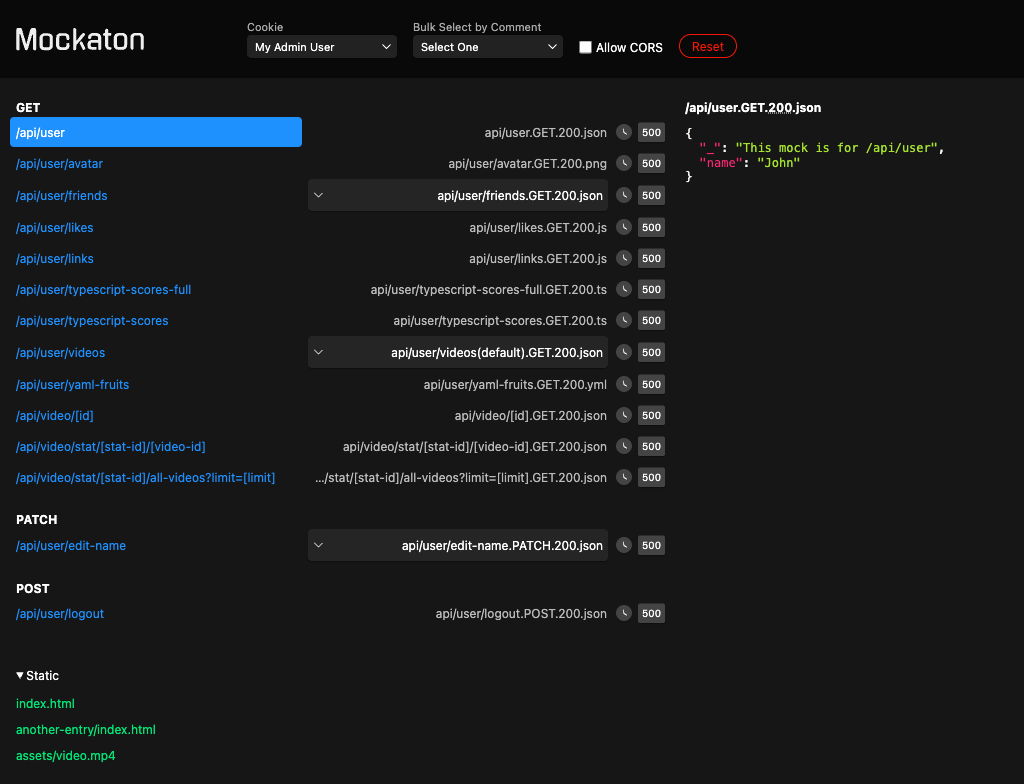 Mockaton
Cookie
My Admin User
Bulk Select by Comment
Select One
Allow CORS
Reset
GET
/api/user api/user.GET.200.json 500
/api/user/avatar api/user/avatar.GET.200.png 500
/api/user/friends api/user/friends.GET.200.json 500
/api/user/likes api/user/likes.GET.200.js 500
/api/user/links api/user/links.GET.200.js 500
/api/user/typescript-scores-full api/user/typescript-scores-full.GET.200.ts 500
/api/user/typescript-scores api/user/typescript-scores.GET.200.ts 500
/api/user/videos api/user/videos(default).GET.200.json 500
/api/user/yaml-fruits api/user/yaml-fruits.GET.200.yml 500
/api/video/[id] api/video/[id].GET.200.json 500
/api/video/stat/[stat-id]/[video-id] api/video/stat/[stat-id]/[video-id].GET.200.json 500
/api/video/stat/[stat-id]/all-videos?limit=[limit] .../stat/[stat-id]/all-videos?limit=[limit].GET.200.json 500
PATCH
/api/user/edit-name api/user/edit-name.PATCH.200.json 500
POST
/api/user/logout api/user/logout.POST.200.json 500
Static
index.html
another-entry/index.html
assets/video.mp4
/api/user.GET.200.json
{
"_": "This mock is for /api/user",
"name": "John"
}